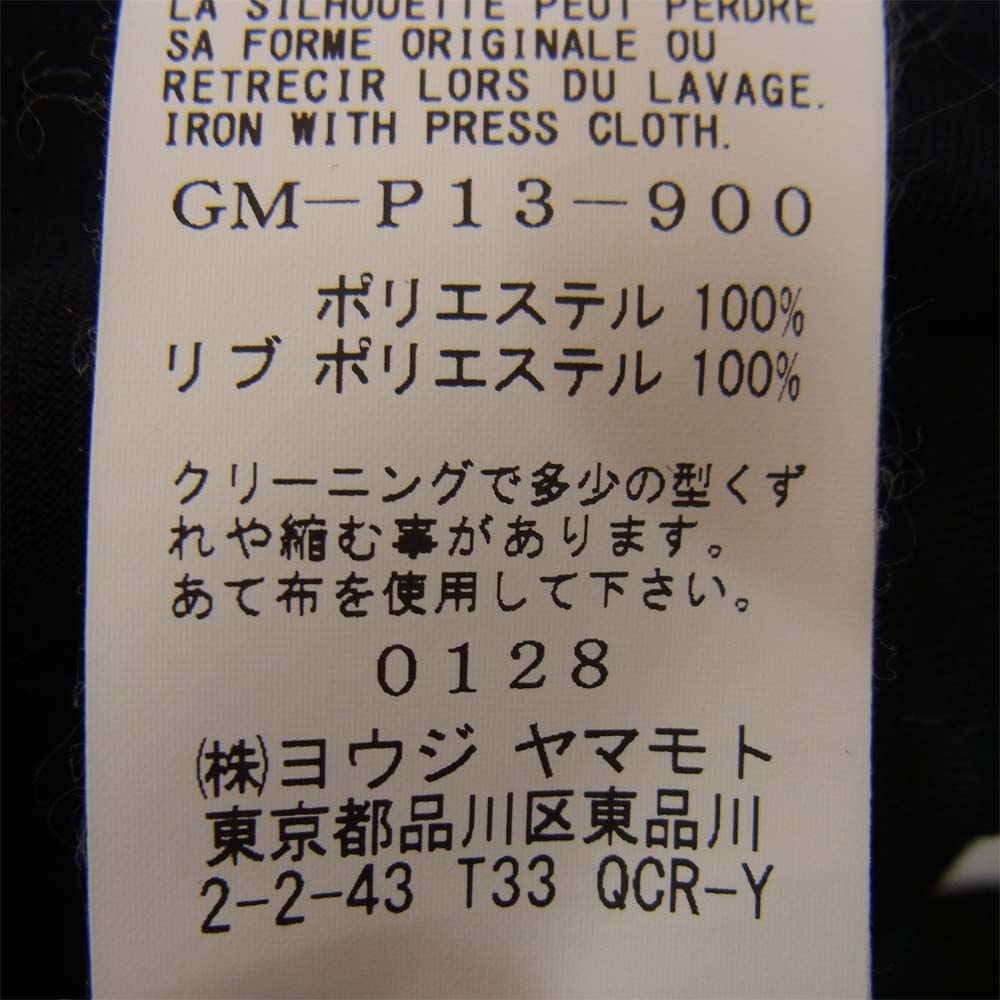 LA SILHOUETTE PEUT PERDRE
SA FORME ORIGINALE OU
RETRECIR LORS DU LAVAGE.
IRON WITH PRESS CLOTH.
GM-P13-900
ポリエステル 100%
リブ ポリエステル 100%
クリーニングで多少の型くず
れや縮む事があります。
あて布を使用して下さい。
0128
㈱ヨウジ ヤマモト
東京都品川区東品川
2-2-43 T33 QCR-Y